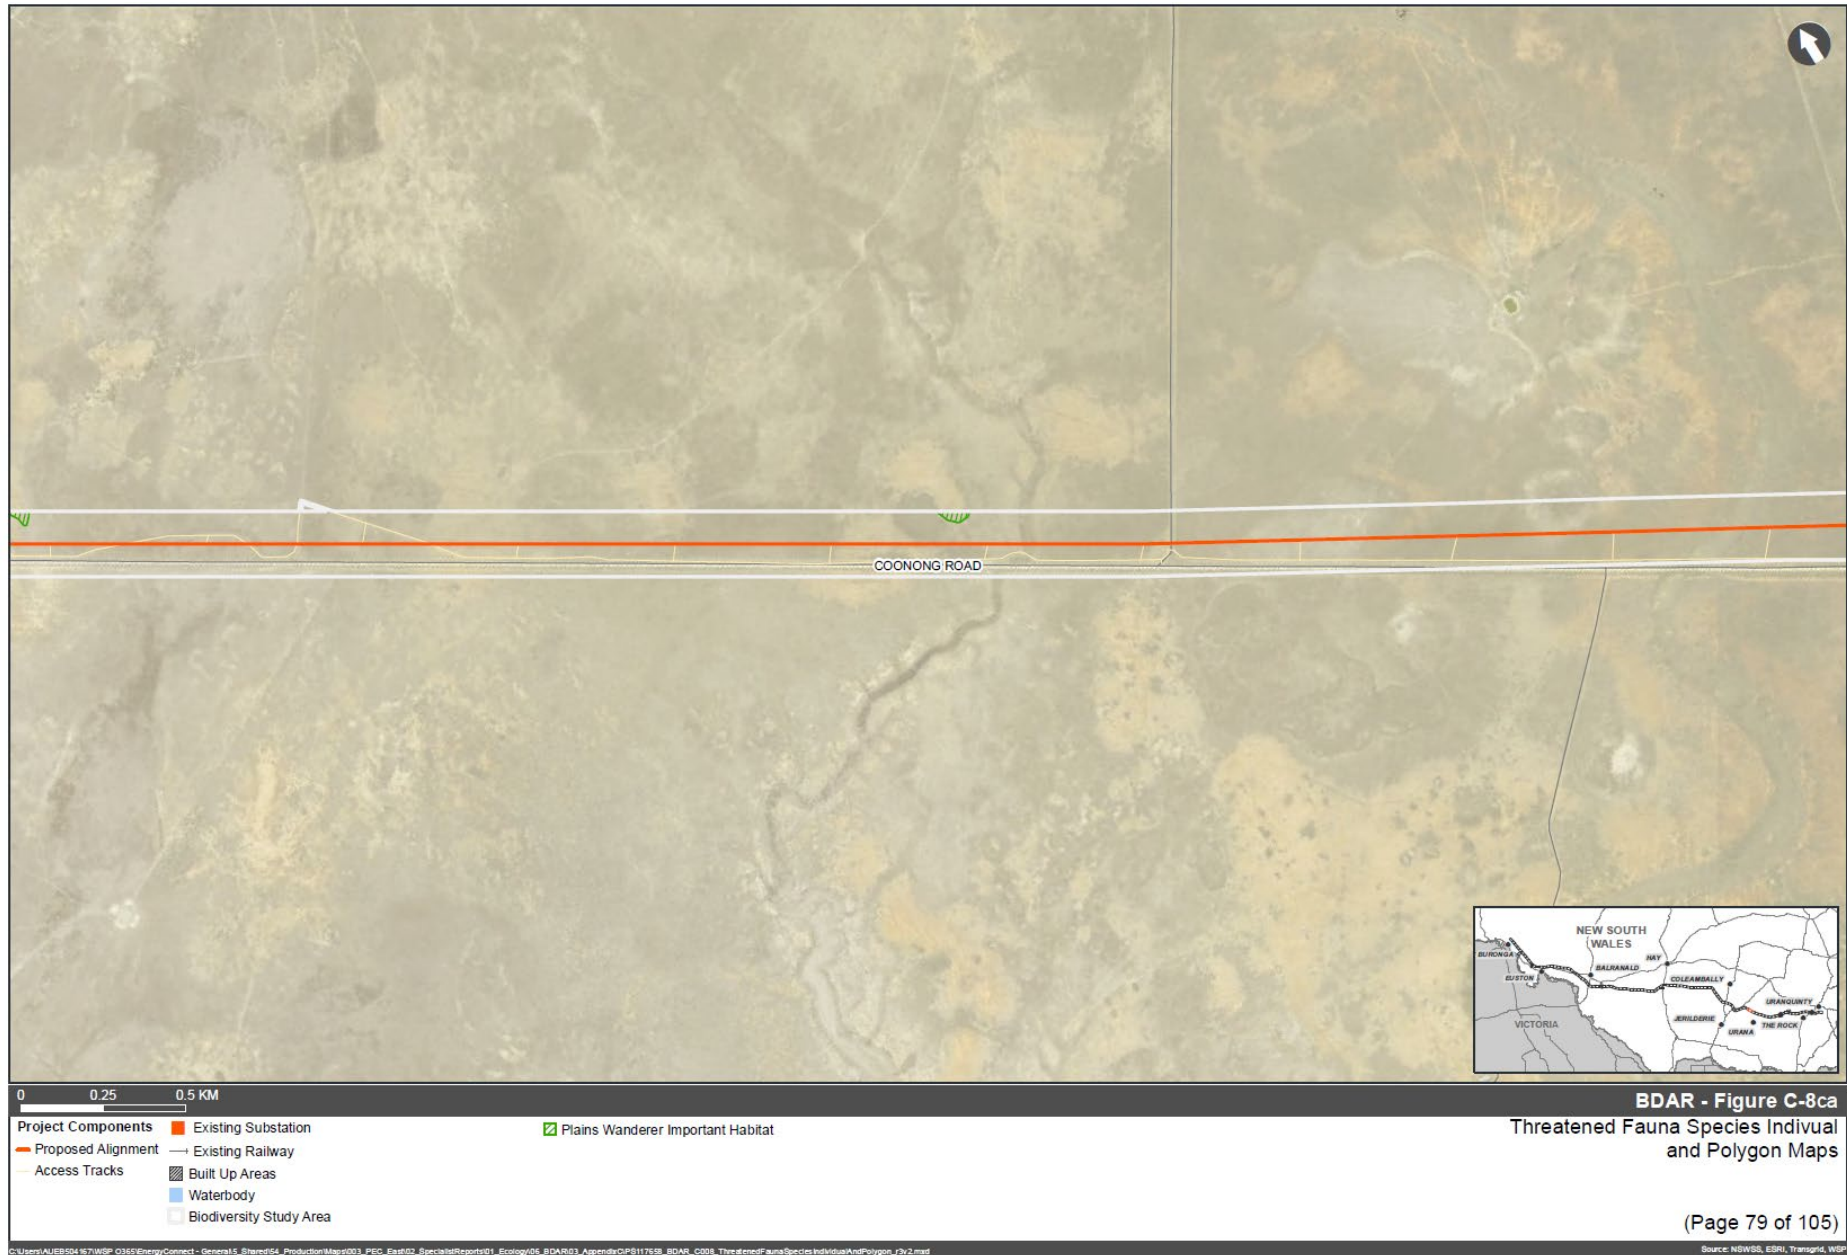 COONONG ROAD
NEW SOUTH
WALES
BURONGA
EUSTON
BALRANALD
HAY
COLEAMBALLY
URANQUINTY
JERILDERIE
URANA
THE ROCK
VICTORIA
0 0.25 0.5 KM
BDAR - Figure C-8ca
Project Components
Proposed Alignment
Access Tracks
Existing Substation
Existing Railway
Built Up Areas
Waterbody
Biodiversity Study Area
Plains Wanderer Important Habitat
Threatened Fauna Species Indivual
and Polygon Maps
(Page 79 of 105)
Source: NSWSS, ESRI, Transgrid, WSP